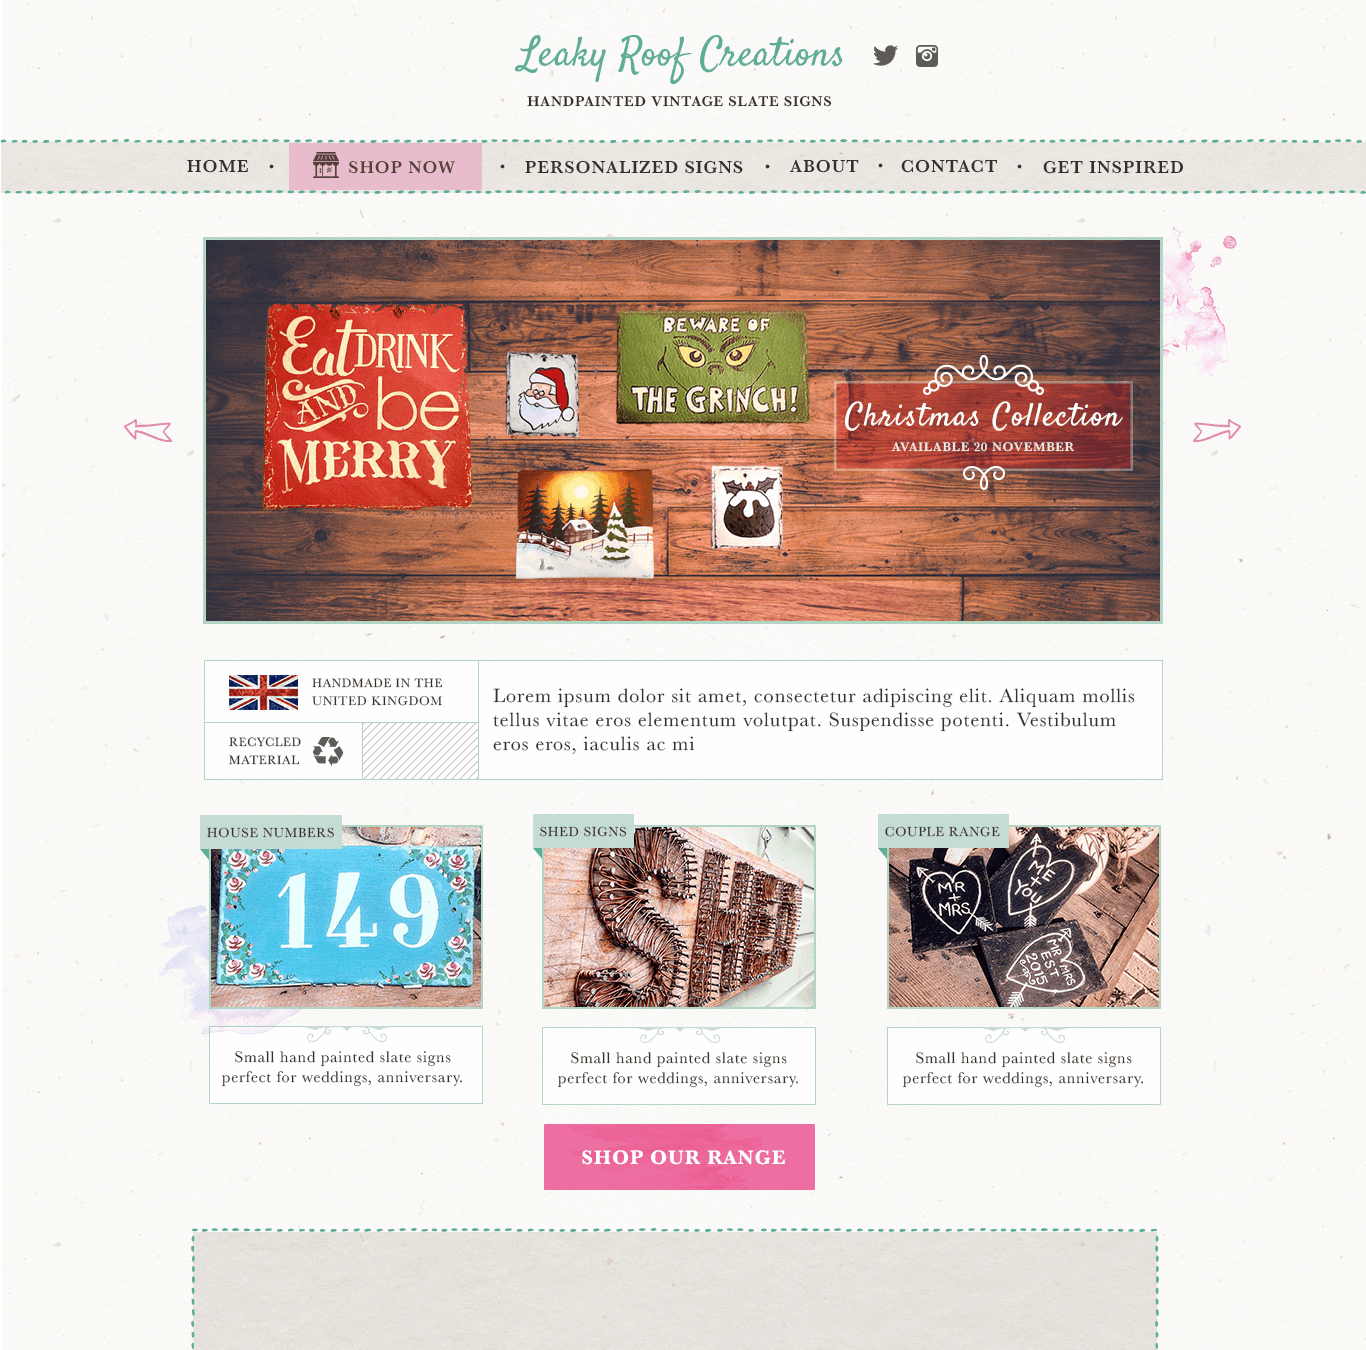 Leaky Roof Creations
HANDPAINTED VINTAGE SLATE SIGNS
HOME • SHOP NOW • PERSONALIZED SIGNS • ABOUT • CONTACT • GET INSPIRED
Eat DRINK
AND be
MERRY
BEWARE OF
THE GRINCH!
Christmas Collection
AVAILABLE 20 NOVEMBER
HANDMADE IN THE
UNITED KINGDOM
RECYCLED
MATERIAL
Lorem ipsum dolor sit amet, consectetur adipiscing elit. Aliquam mollis
tellus vitae eros elementum volutpat. Suspendisse potenti. Vestibulum
eros eros, iaculis ac mi
HOUSE NUMBERS
149
Small hand painted slate signs
perfect for weddings, anniversary.
SHED SIGNS
SHED
Small hand painted slate signs
perfect for weddings, anniversary.
COUPLE RANGE
MR
+
MRS
ME
+
YOU
MR MRS
EST
2015
Small hand painted slate signs
perfect for weddings, anniversary.
SHOP OUR RANGE